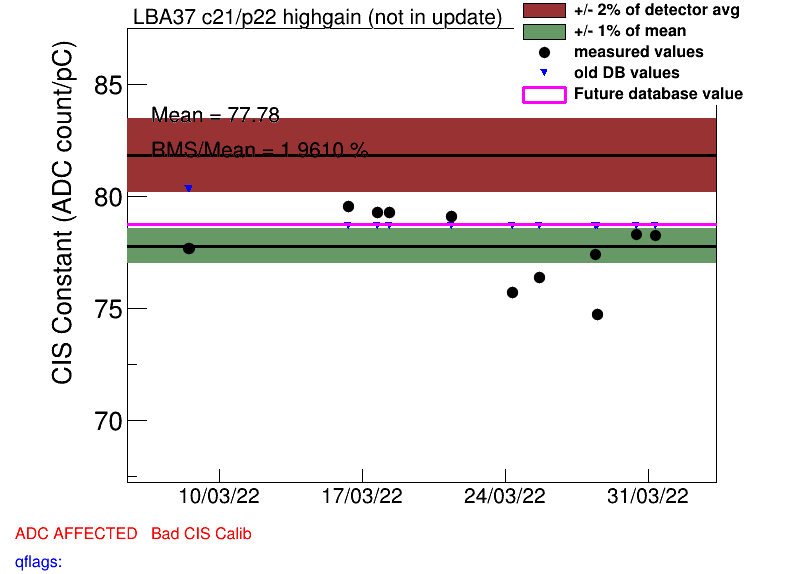 LBA37 c21/p22 highgain (not in update)
+/- 2% of detector avg
+/- 1% of mean
measured values
old DB values
Future database value
Mean = 77.78
RMS/Mean = 1.9610 %
CIS Constant (ADC count/pC)
85
80
75
70
10/03/22 17/03/22 24/03/22 31/03/22
ADC AFFECTED Bad CIS Calib
qflags: